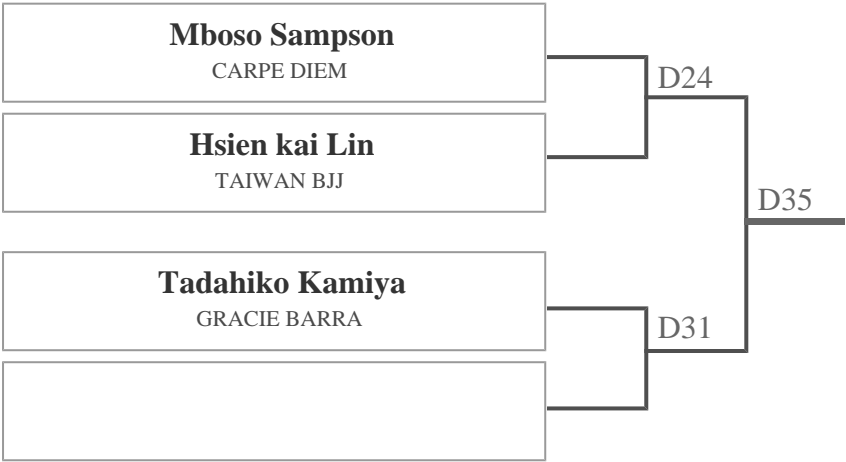 Mboso Sampson
CARPE DIEM
D24
Hsien kai Lin
TAIWAN BJJ
D35
Tadahiko Kamiya
GRACIE BARRA
D31